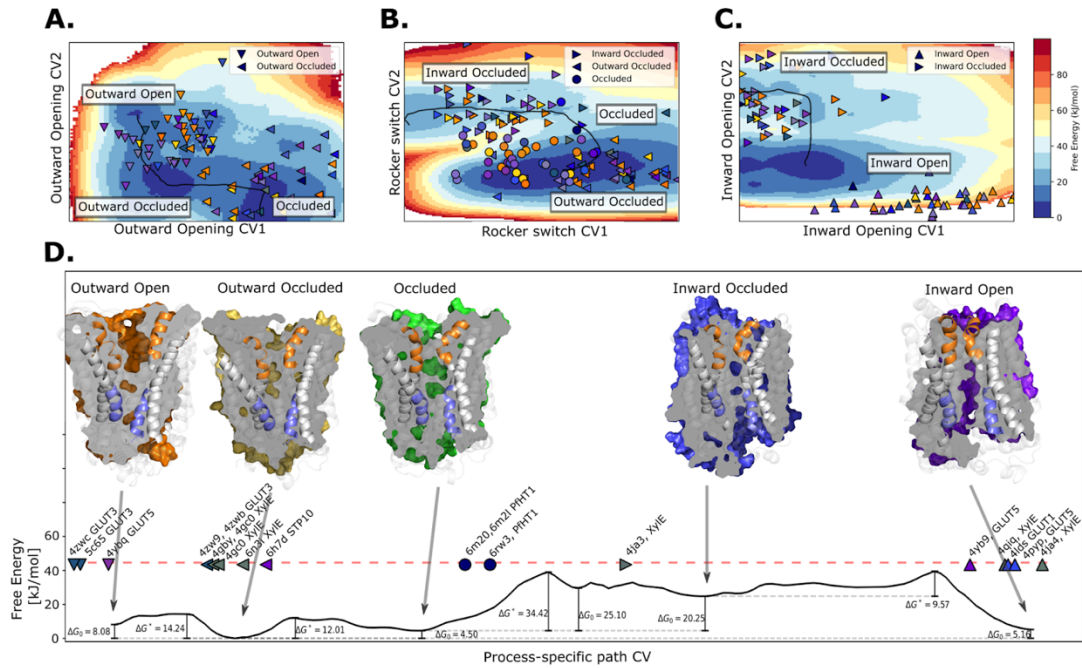 A.
B.
C.
Outward Opening CV2
Outward Open
Outward Occluded
Outward Open
Outward Occluded
Occluded
Outward Opening CV1
Rocker switch CV2
Inward Occluded
Outward Occluded
Occluded
Inward Occluded
Occluded
Outward Occluded
Rocker switch CV1
Inward Opening CV2
Inward Open
Inward Occluded
Inward Occluded
Inward Open
Inward Opening CV1
80
60
40
20
0
Free Energy (kJ/mol)
D.
Outward Open
Outward Occluded
Occluded
Inward Occluded
Inward Open
4zwc GLUT3
5c65 GLUT3
4ybq GLUT5
4zw9, 4zwb GLUT3
4gby, 4gc0 XylE
4gc0 XylE
6n3i XylE
6h7d STP10
6m20,6m2l PfHT1
6rw3, PfHT1
4ja3, XylE
4yb9, GLUT5
4qiq, XylE
4ids GLUT1
4pyp, GLUT5
4ja4, XylE
Free Energy
[kJ/mol]
60
40
20
0
ΔG₀= 8.08
ΔG* = 14.24
ΔG* = 12.01
ΔG₀= 4.50
ΔG* = 34.42
ΔG₀= 25.10
ΔG₀= 20.25
ΔG* = 9.57
ΔG₀= 5.16
Process-specific path CV